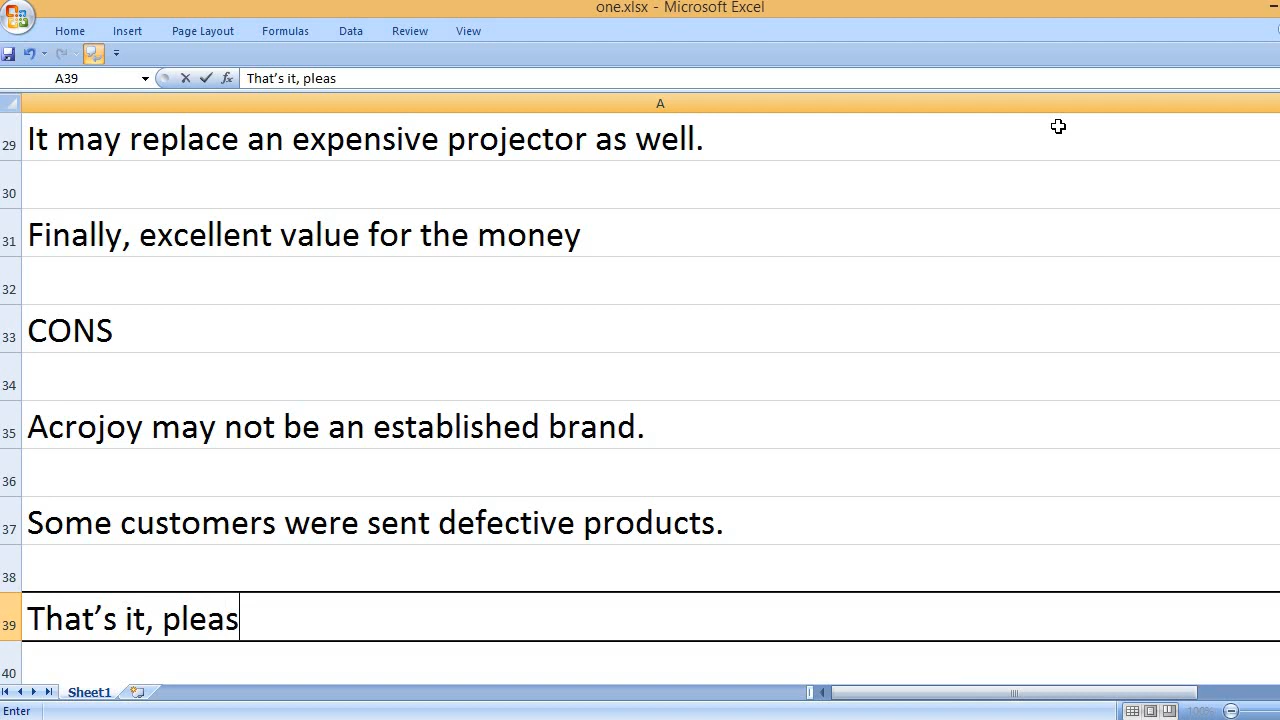 one.xlsx - Microsoft Excel
Home Insert Page Layout Formulas Data Review View
A39 fx That’s it, pleas
A
29 It may replace an expensive projector as well.
30
31 Finally, excellent value for the money
32
33 CONS
34
35 Acrojoy may not be an established brand.
36
37 Some customers were sent defective products.
38
39 That’s it, pleas
40
Sheet1
Enter 100%